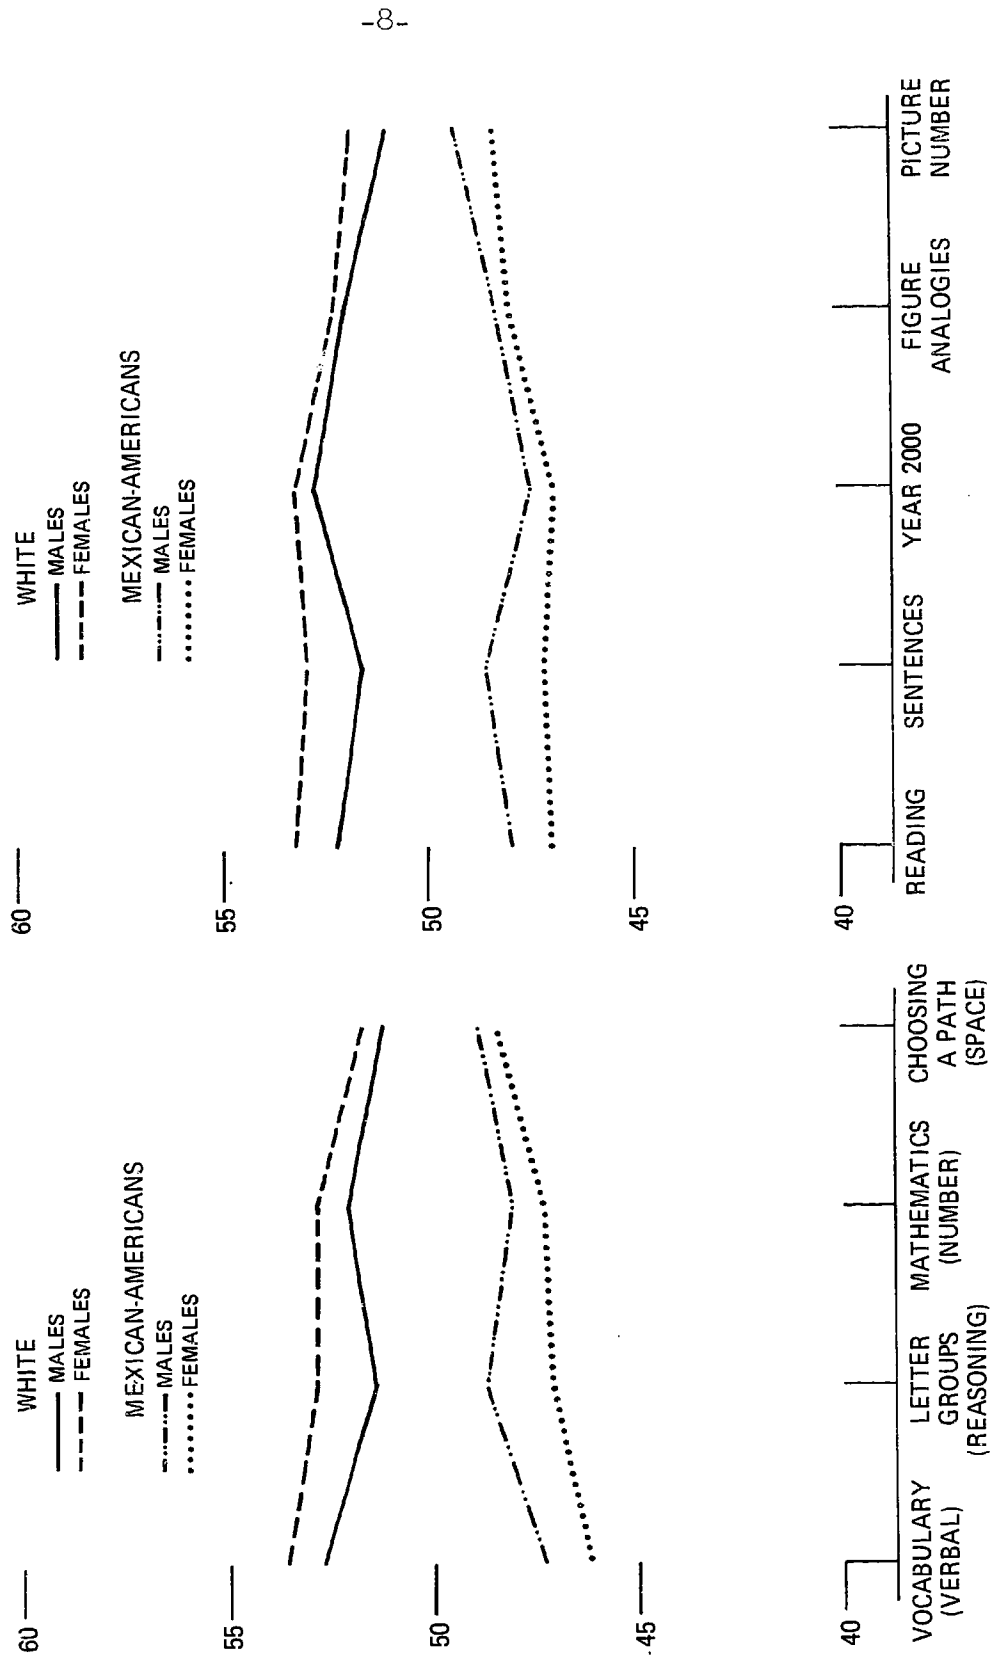 -8-
WHITE
MALES
FEMALES
MEXICAN-AMERICANS
MALES
FEMALES
60
55
50
45
40
VOCABULARY
(VERBAL)
LETTER
GROUPS
(REASONING)
MATHEMATICS
(NUMBER)
CHOOSING
A PATH
(SPACE)
WHITE
MALES
FEMALES
MEXICAN-AMERICANS
MALES
FEMALES
60
55
50
45
40
READING
SENTENCES
YEAR 2000
FIGURE
ANALOGIES
PICTURE
NUMBER